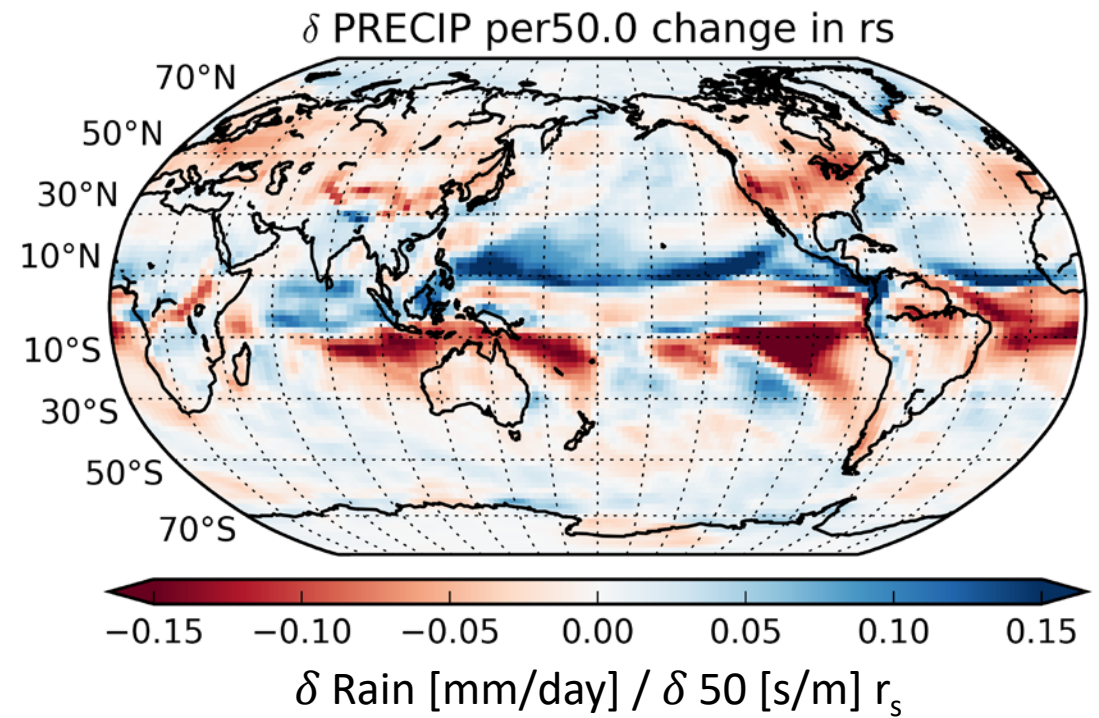 δ PRECIP per50.0 change in rs
70°N
50°N
30°N
10°N
10°S
30°S
50°S
70°S
−0.15 −0.10 −0.05 0.00 0.05 0.10 0.15
δ Rain [mm/day] / δ 50 [s/m] rₛ